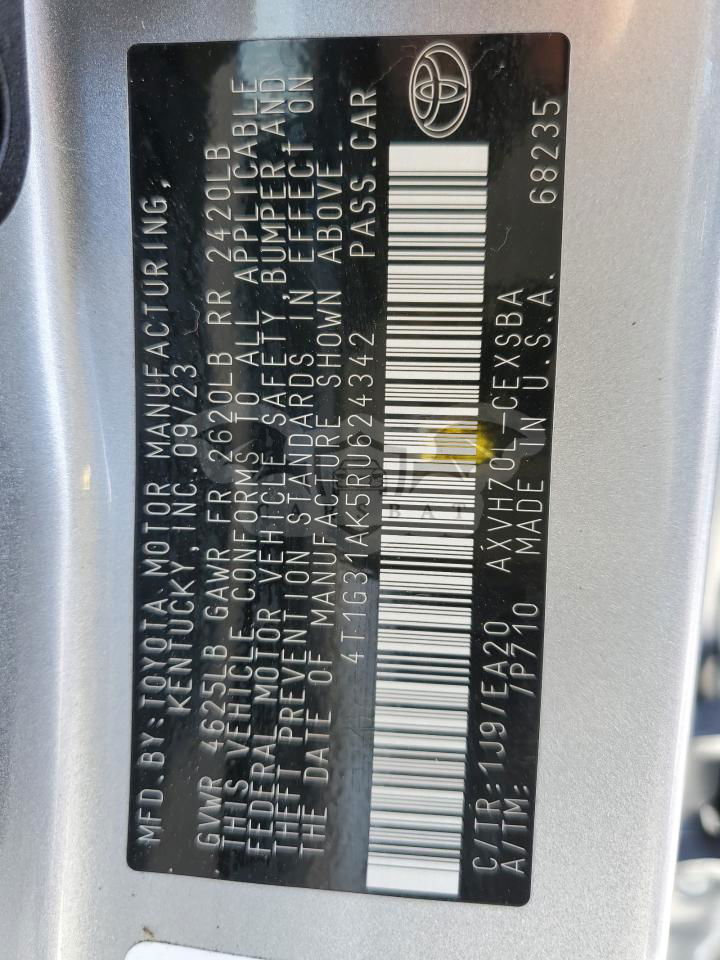 MFD.BY:TOYOTA MOTOR MANUFACTURING,
KENTUCKY,INC.09/23
GVWR 4625LB GAWR FR 2620LB RR 2420LB
THIS VEHICLE CONFORMS TO ALL APPLICABLE
FEDERAL MOTOR VEHICLE SAFETY,BUMPER,AND
THEFT PREVENTION STANDARDS IN EFFECT ON
THE DATE OF MANUFACTURE SHOWN ABOVE.
4T1G31AK5RU624342 PASS.CAR
C/TR:1J9/EA20 AXVH70L-CEXSBA 68235
A/TM: /P710 MADE IN U.S.A.
CARSBAT